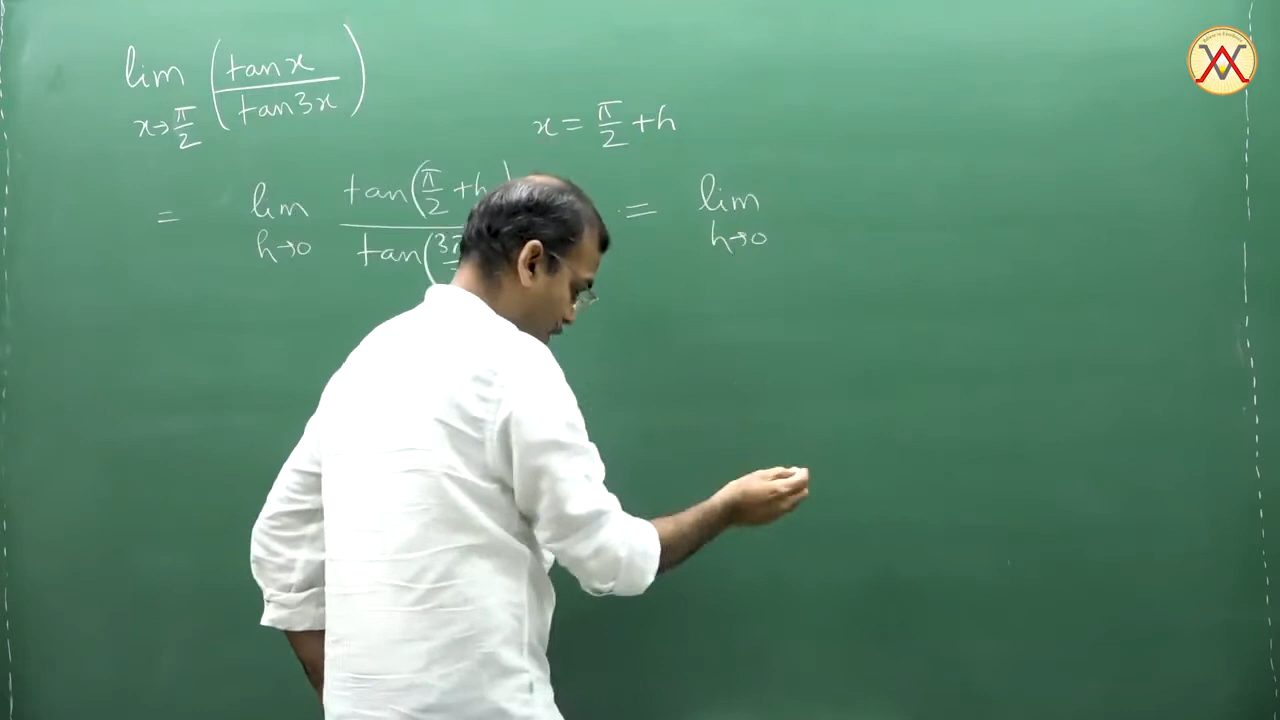 lim x→π/2 (tan x / tan 3x)
x = π/2 + h
= lim h→0 tan(π/2 + h) / tan(3π = lim h→0